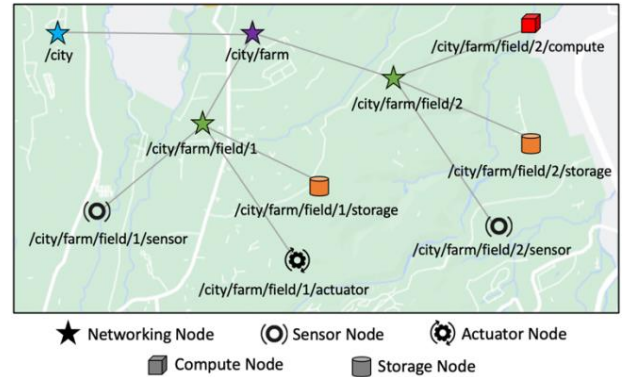 /city
/city/farm
/city/farm/field/2/compute
/city/farm/field/2
/city/farm/field/1
/city/farm/field/2/storage
/city/farm/field/1/storage
/city/farm/field/1/sensor
/city/farm/field/2/sensor
/city/farm/field/1/actuator
Networking Node
Sensor Node
Actuator Node
Compute Node
Storage Node